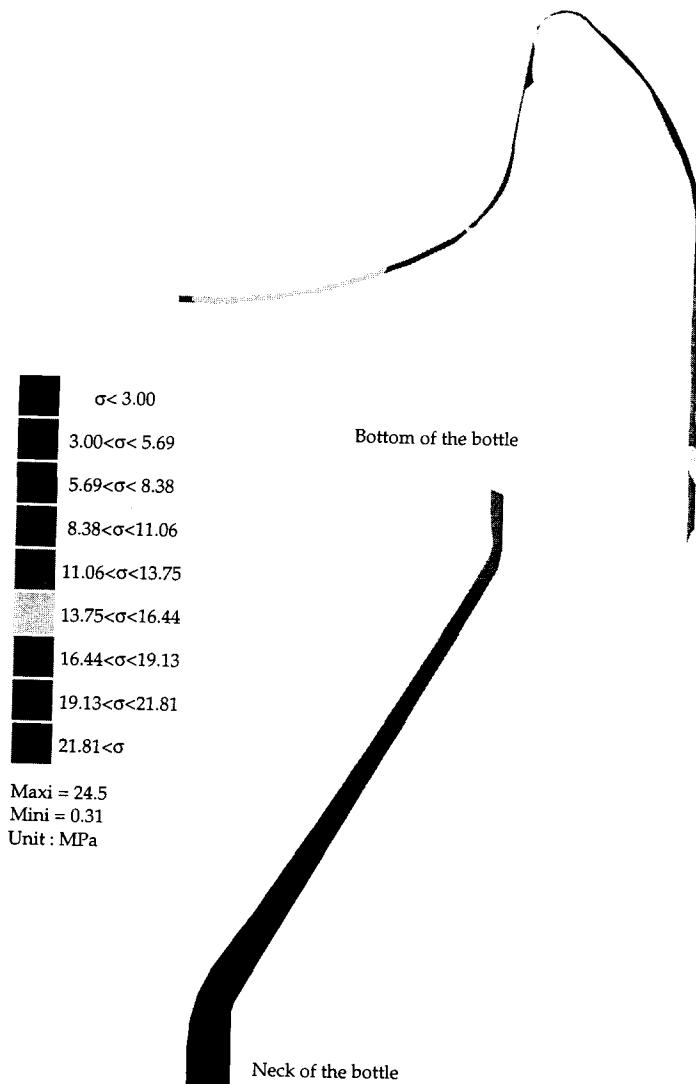 σ< 3.00
3.00<σ< 5.69
Bottom of the bottle
5.69<σ< 8.38
8.38<σ<11.06
11.06<σ<13.75
13.75<σ<16.44
16.44<σ<19.13
19.13<σ<21.81
21.81<σ
Maxi = 24.5
Mini = 0.31
Unit : MPa
Neck of the bottle